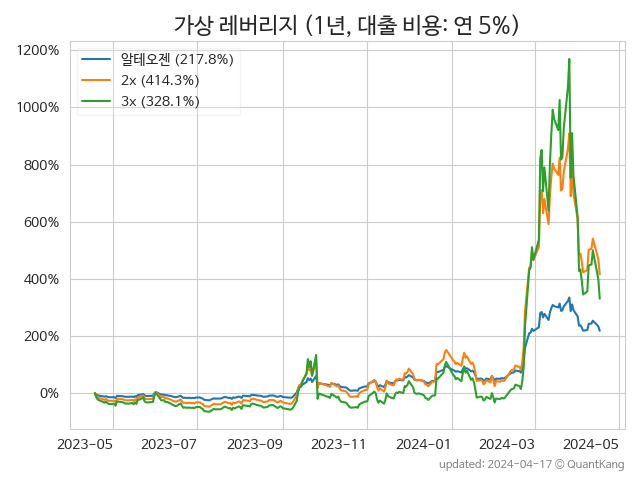 가상 레버리지 (1년, 대출 비용: 연 5%)
1200%
1000%
800%
600%
400%
200%
0%
알테오젠 (217.8%)
2x (414.3%)
3x (328.1%)
2023-05 2023-07 2023-09 2023-11 2024-01 2024-03 2024-05
updated: 2024-04-17 © QuantKang